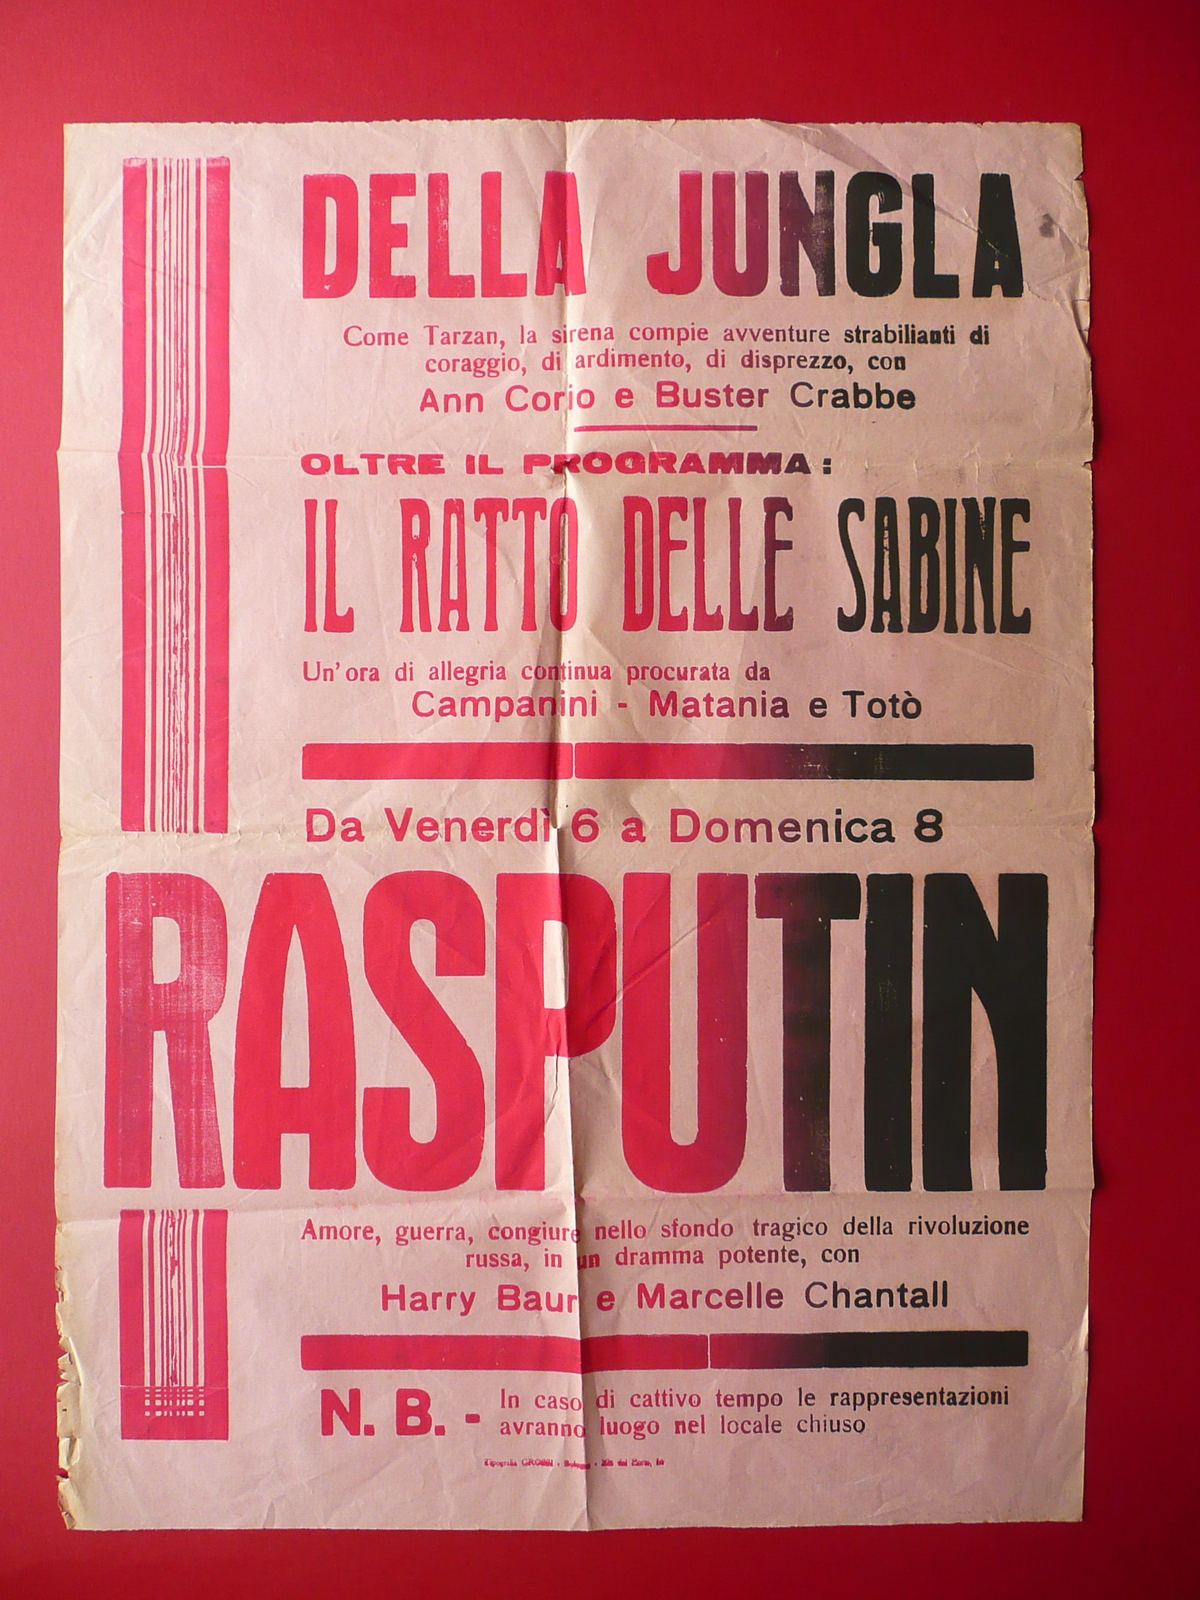 DELLA JUNGLA
Come Tarzan, la sirena compie avventure strabilianti di
coraggio, di ardimento, di disprezzo, con
Ann Corio e Buster Crabbe
OLTRE IL PROGRAMMA:
IL RATTO DELLE SABINE
Un'ora di allegria continua procurata da
Campanini - Matania e Totò
Da Venerdì 6 a Domenica 8
RASPUTIN
Amore, guerra, congiure nello sfondo tragico della rivoluzione
russa, in un dramma potente, con
Harry Baur e Marcelle Chantall
N. B. - In caso di cattivo tempo le rappresentazioni
avranno luogo nel locale chiuso
Tipografia GROSSI - Bologna -